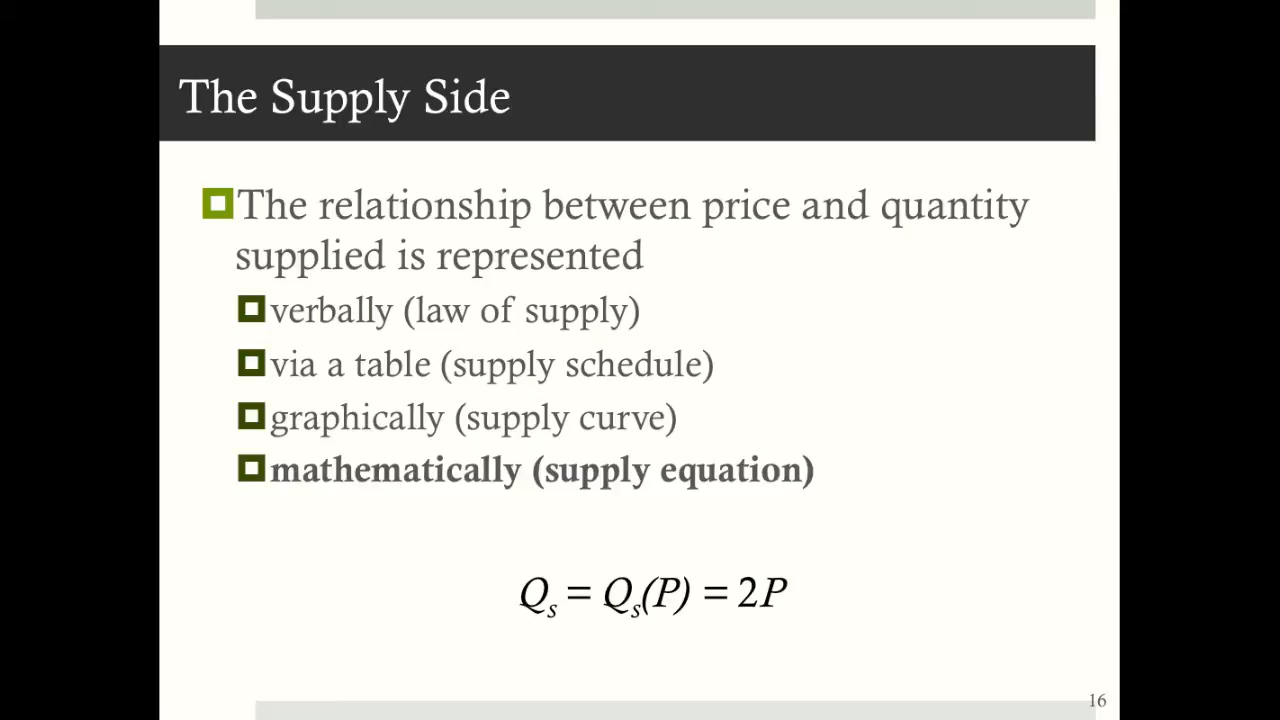 The Supply Side
The relationship between price and quantity
supplied is represented
verbally (law of supply)
via a table (supply schedule)
graphically (supply curve)
mathematically (supply equation)
Qs = Qs(P) = 2P
16